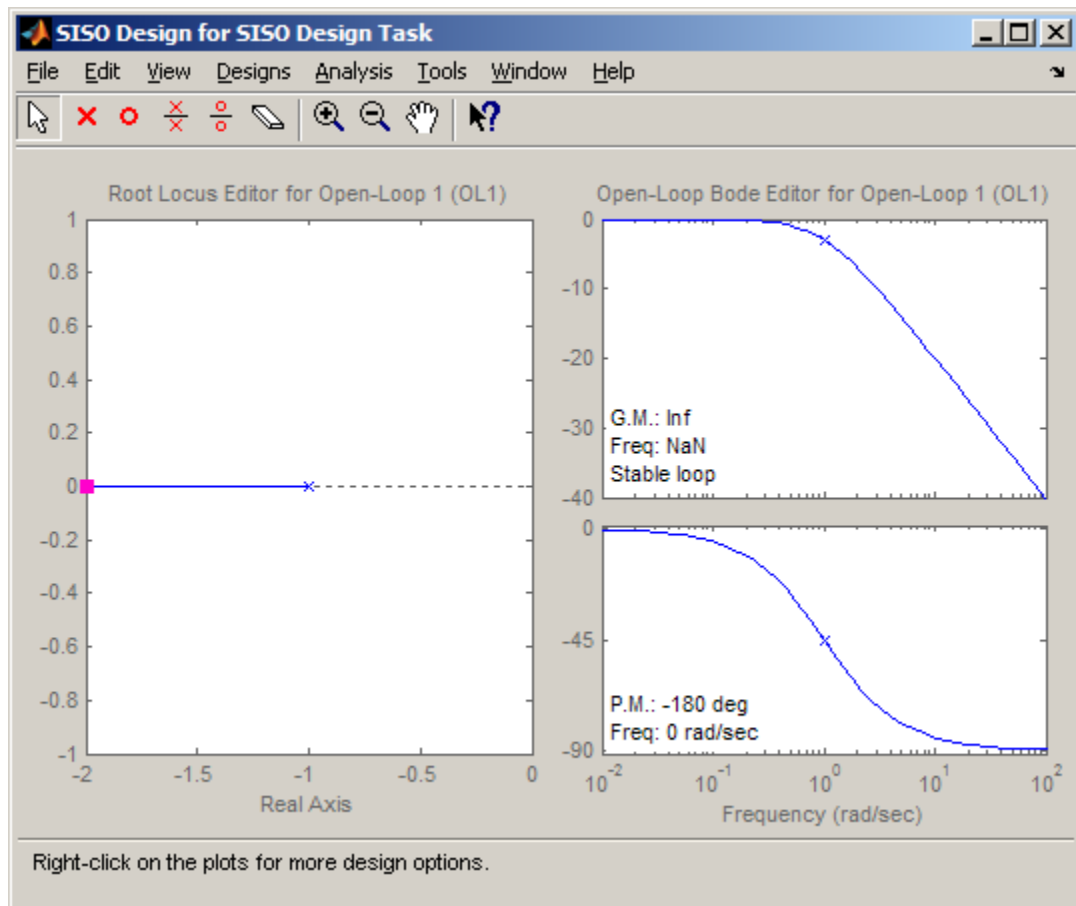 SISO Design for SISO Design Task
File Edit View Designs Analysis Tools Window Help
Root Locus Editor for Open-Loop 1 (OL1)
1
0.8
0.6
0.4
0.2
0
-0.2
-0.4
-0.6
-0.8
-1
-2 -1.5 -1 -0.5 0
Real Axis
Open-Loop Bode Editor for Open-Loop 1 (OL1)
0
-10
-20
-30
-40
G.M.: Inf
Freq: NaN
Stable loop
0
-45
-90
P.M.: -180 deg
Freq: 0 rad/sec
10^-2 10^-1 10^0 10^1 10^2
Frequency (rad/sec)
Right-click on the plots for more design options.